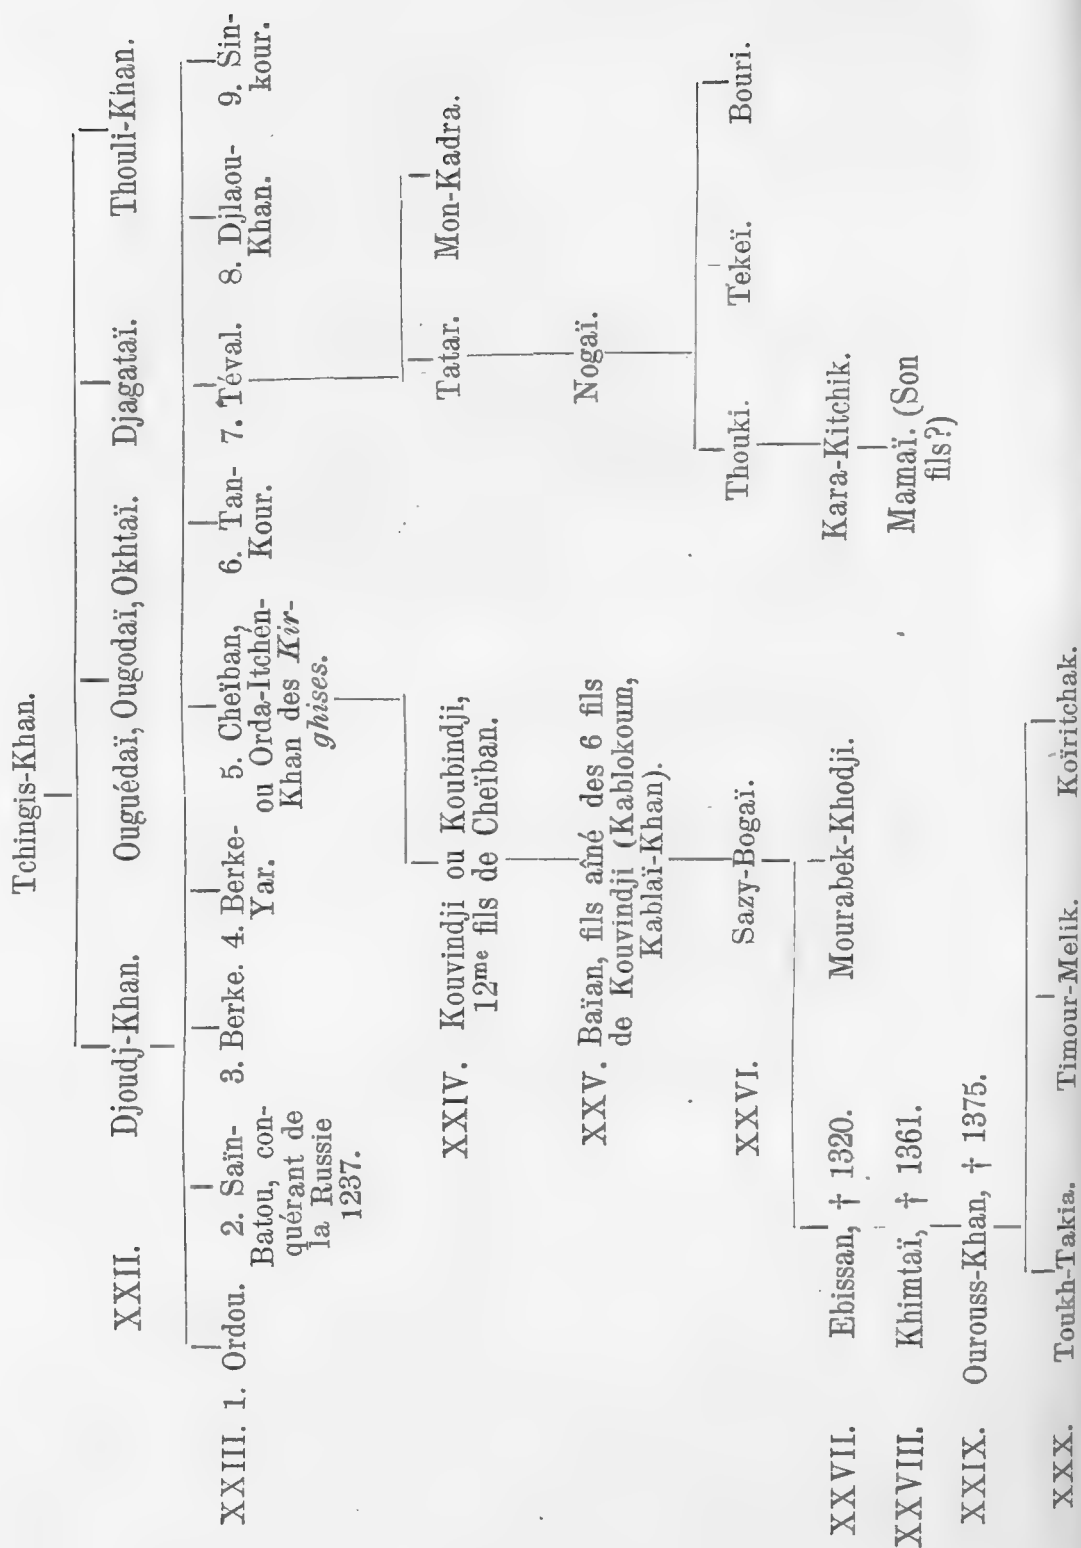 Tchingis-Khan.
XXII. Djoudj-Khan. Ouguédaï, Ougodaï, Okhtaï. Djagataï. Thouli-Khan.
XXIII. 1. Ordou. 2. Saïn- 3. Berke. 4. Berke- 5. Cheïban, 6. Tan- 7. Téval. 8. Djlaou- 9. Sin-
Batou, con- Yar. ou Orda-Itchén- Kour. Khan. kour.
quérant de Khan des Kir-
la Russie ghises.
1237.
XXIV. Kouvindji ou Koubindji, Tatar. Mon-Kadra.
12me fils de Cheïban.
XXV. Baïan, fils aîné des 6 fils Nogaï.
de Kouvindji (Kablokoum,
Kablaï-Khan).
XXVI. Sazy-Bogaï. Thouki. Tekeï. Bouri.
XXVII. Ebissan, † 1320. Mourabek-Khodji. Kara-Kitchik.
XXVIII. Khimtaï, † 1361. Mamaï. (Son
fils?)
XXIX. Ourouss-Khan, † 1375.
XXX. Toukh-Takia. Timour-Melik. Koïritchak.